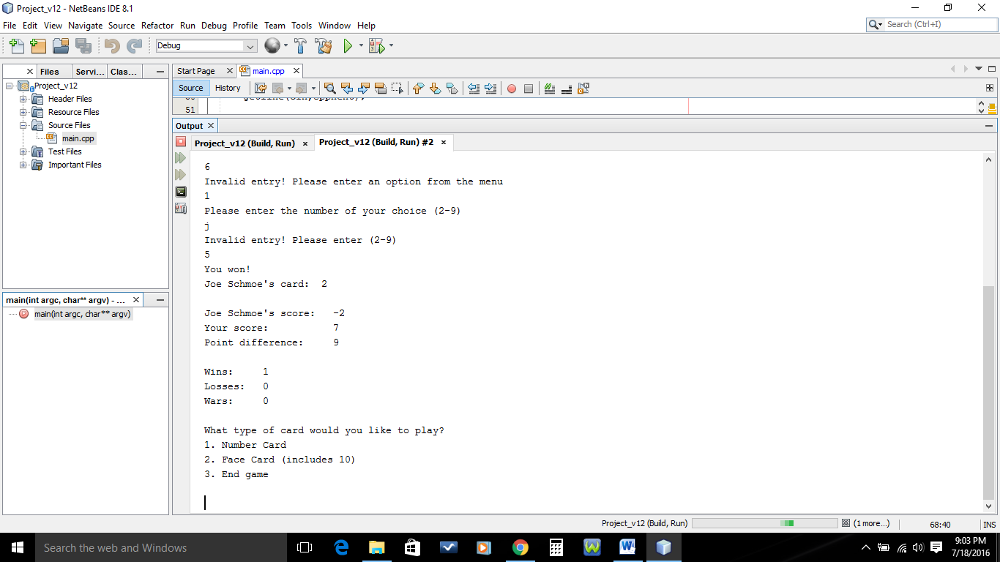 Project_v12 - NetBeans IDE 8.1
File Edit View Navigate Source Refactor Run Debug Profile Team Tools Window Help
Search (Ctrl+I)
Debug
Files Servi... Clas...
Start Page main.cpp
Project_v12
Header Files
Resource Files
Source Files
main.cpp
Test Files
Important Files
Source History
51
main(int argc, char** argv) - ...
main(int argc, char** argv)
Output
Project_v12 (Build, Run) Project_v12 (Build, Run) #2
6
Invalid entry! Please enter an option from the menu
1
Please enter the number of your choice (2-9)
j
Invalid entry! Please enter (2-9)
5
You won!
Joe Schmoe's card: 2
Joe Schmoe's score: -2
Your score: 7
Point difference: 9
Wins: 1
Losses: 0
Wars: 0
What type of card would you like to play?
1. Number Card
2. Face Card (includes 10)
3. End game
Project_v12 (Build, Run) (1 more...) 68:40 INS
Search the web and Windows
9:03 PM
7/18/2016